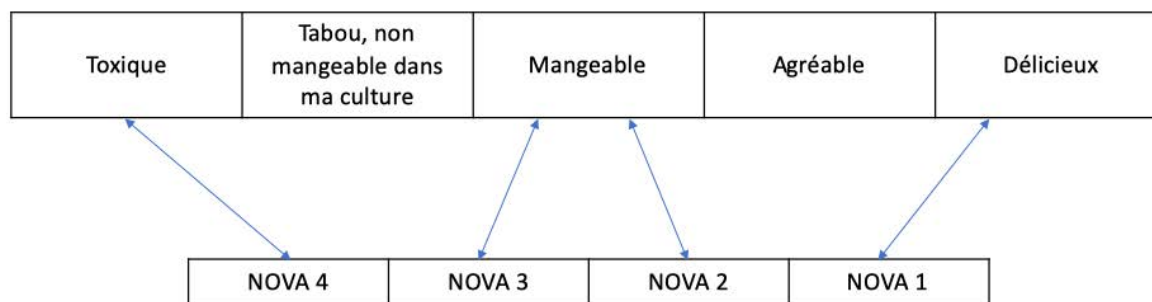 Toxique
Tabou, non
mangeable dans
ma culture
Mangeable
Agréable
Délicieux
NOVA 4
NOVA 3
NOVA 2
NOVA 1